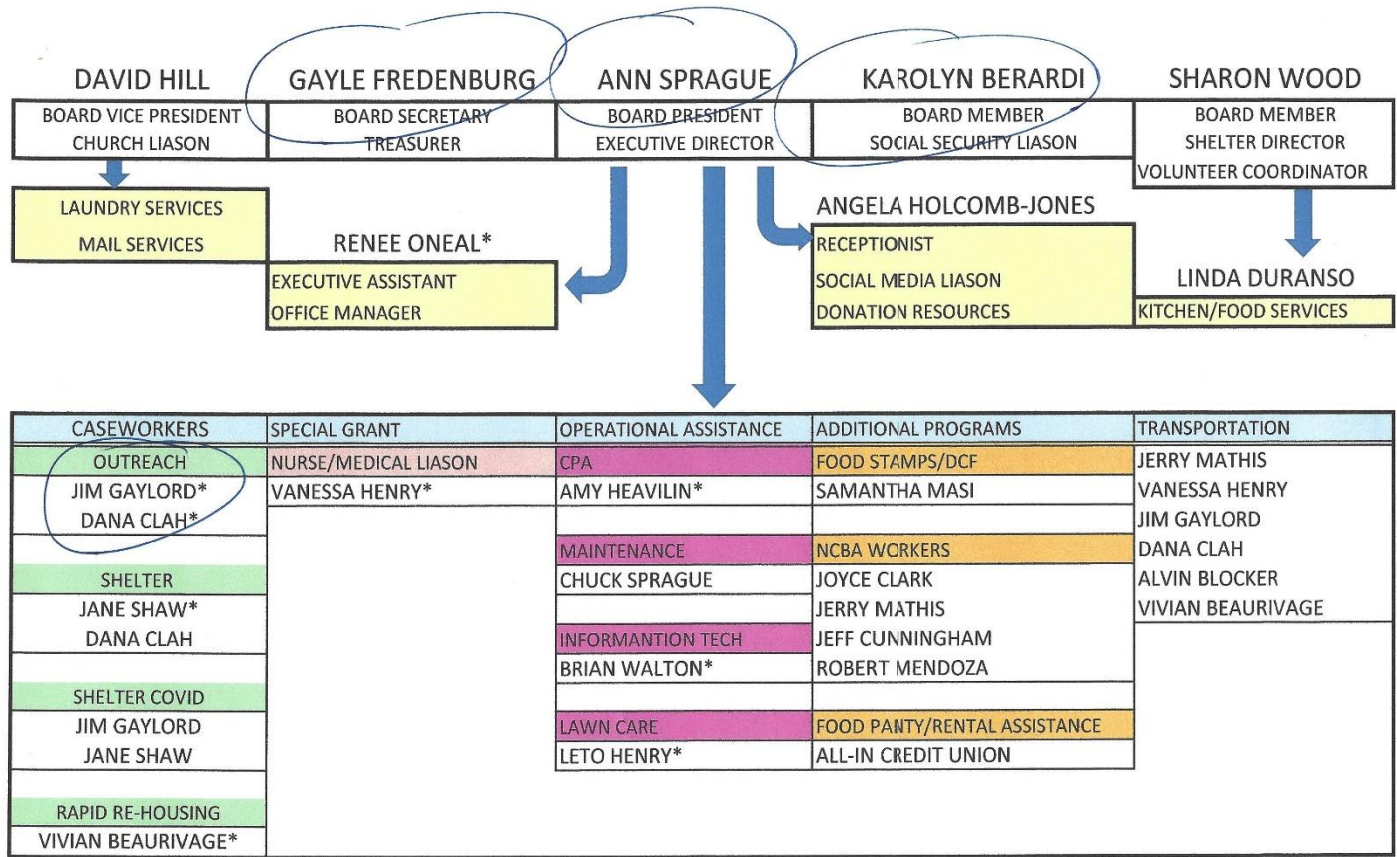 DAVID HILL
BOARD VICE PRESIDENT
CHURCH LIASON
LAUNDRY SERVICES
MAIL SERVICES
GAYLE FREDENBURG
BOARD SECRETARY
TREASURER
RENEE ONEAL*
EXECUTIVE ASSISTANT
OFFICE MANAGER
ANN SPRAGUE
BOARD PRESIDENT
EXECUTIVE DIRECTOR
KAROLYN BERARDI
BOARD MEMBER
SOCIAL SECURITY LIASON
ANGELA HOLCOMB-JONES
RECEPTIONIST
SOCIAL MEDIA LIASON
DONATION RESOURCES
SHARON WOOD
BOARD MEMBER
SHELTER DIRECTOR
VOLUNTEER COORDINATOR
LINDA DURANSO
KITCHEN/FOOD SERVICES
CASEWORKERS
OUTREACH
JIM GAYLORD*
DANA CLAH*
SHELTER
JANE SHAW*
DANA CLAH
SHELTER COVID
JIM GAYLORD
JANE SHAW
RAPID RE-HOUSING
VIVIAN BEAURIVAGE*
SPECIAL GRANT
NURSE/MEDICAL LIASON
VANESSA HENRY*
OPERATIONAL ASSISTANCE
CPA
AMY HEAVILIN*
MAINTENANCE
CHUCK SPRAGUE
INFORMANTION TECH
BRIAN WALTON*
LAWN CARE
LETO HENRY*
ADDITIONAL PROGRAMS
FOOD STAMPS/DCF
SAMANTHA MASI
NCBA WORKERS
JOYCE CLARK
JERRY MATHIS
JEFF CUNNINGHAM
ROBERT MENDOZA
FOOD PANTY/RENTAL ASSISTANCE
ALL-IN CREDIT UNION
TRANSPORTATION
JERRY MATHIS
VANESSA HENRY
JIM GAYLORD
DANA CLAH
ALVIN BLOCKER
VIVIAN BEAURIVAGE